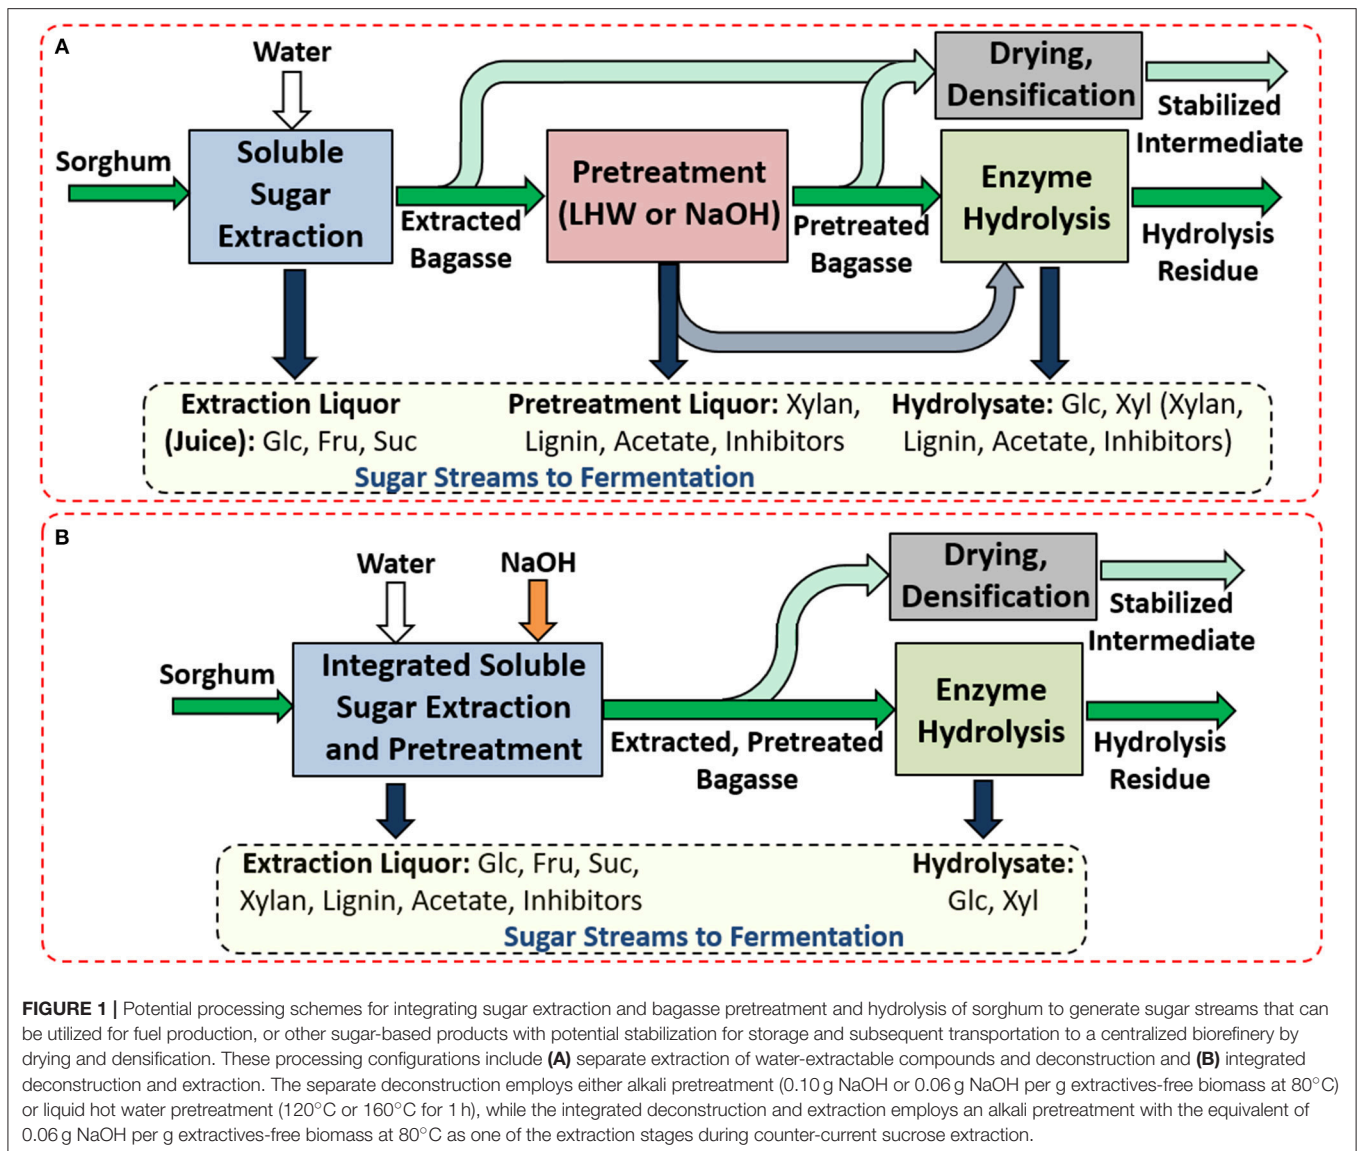 A
Water
Drying,
Densification
Stabilized
Intermediate
Sorghum
Soluble
Sugar
Extraction
Extracted
Bagasse
Pretreatment
(LHW or NaOH)
Pretreated
Bagasse
Enzyme
Hydrolysis
Hydrolysis
Residue
Extraction Liquor
(Juice): Glc, Fru, Suc
Pretreatment Liquor: Xylan,
Lignin, Acetate, Inhibitors
Hydrolysate: Glc, Xyl (Xylan,
Lignin, Acetate, Inhibitors)
Sugar Streams to Fermentation
B
Water
NaOH
Drying,
Densification
Stabilized
Intermediate
Sorghum
Integrated Soluble
Sugar Extraction
and Pretreatment
Extracted, Pretreated
Bagasse
Enzyme
Hydrolysis
Hydrolysis
Residue
Extraction Liquor: Glc, Fru, Suc,
Xylan, Lignin, Acetate, Inhibitors
Hydrolysate:
Glc, Xyl
Sugar Streams to Fermentation
FIGURE 1 | Potential processing schemes for integrating sugar extraction and bagasse pretreatment and hydrolysis of sorghum to generate sugar streams that can
be utilized for fuel production, or other sugar-based products with potential stabilization for storage and subsequent transportation to a centralized biorefinery by
drying and densification. These processing configurations include (A) separate extraction of water-extractable compounds and deconstruction and (B) integrated
deconstruction and extraction. The separate deconstruction employs either alkali pretreatment (0.10 g NaOH or 0.06 g NaOH per g extractives-free biomass at 80°C)
or liquid hot water pretreatment (120°C or 160°C for 1 h), while the integrated deconstruction and extraction employs an alkali pretreatment with the equivalent of
0.06 g NaOH per g extractives-free biomass at 80°C as one of the extraction stages during counter-current sucrose extraction.